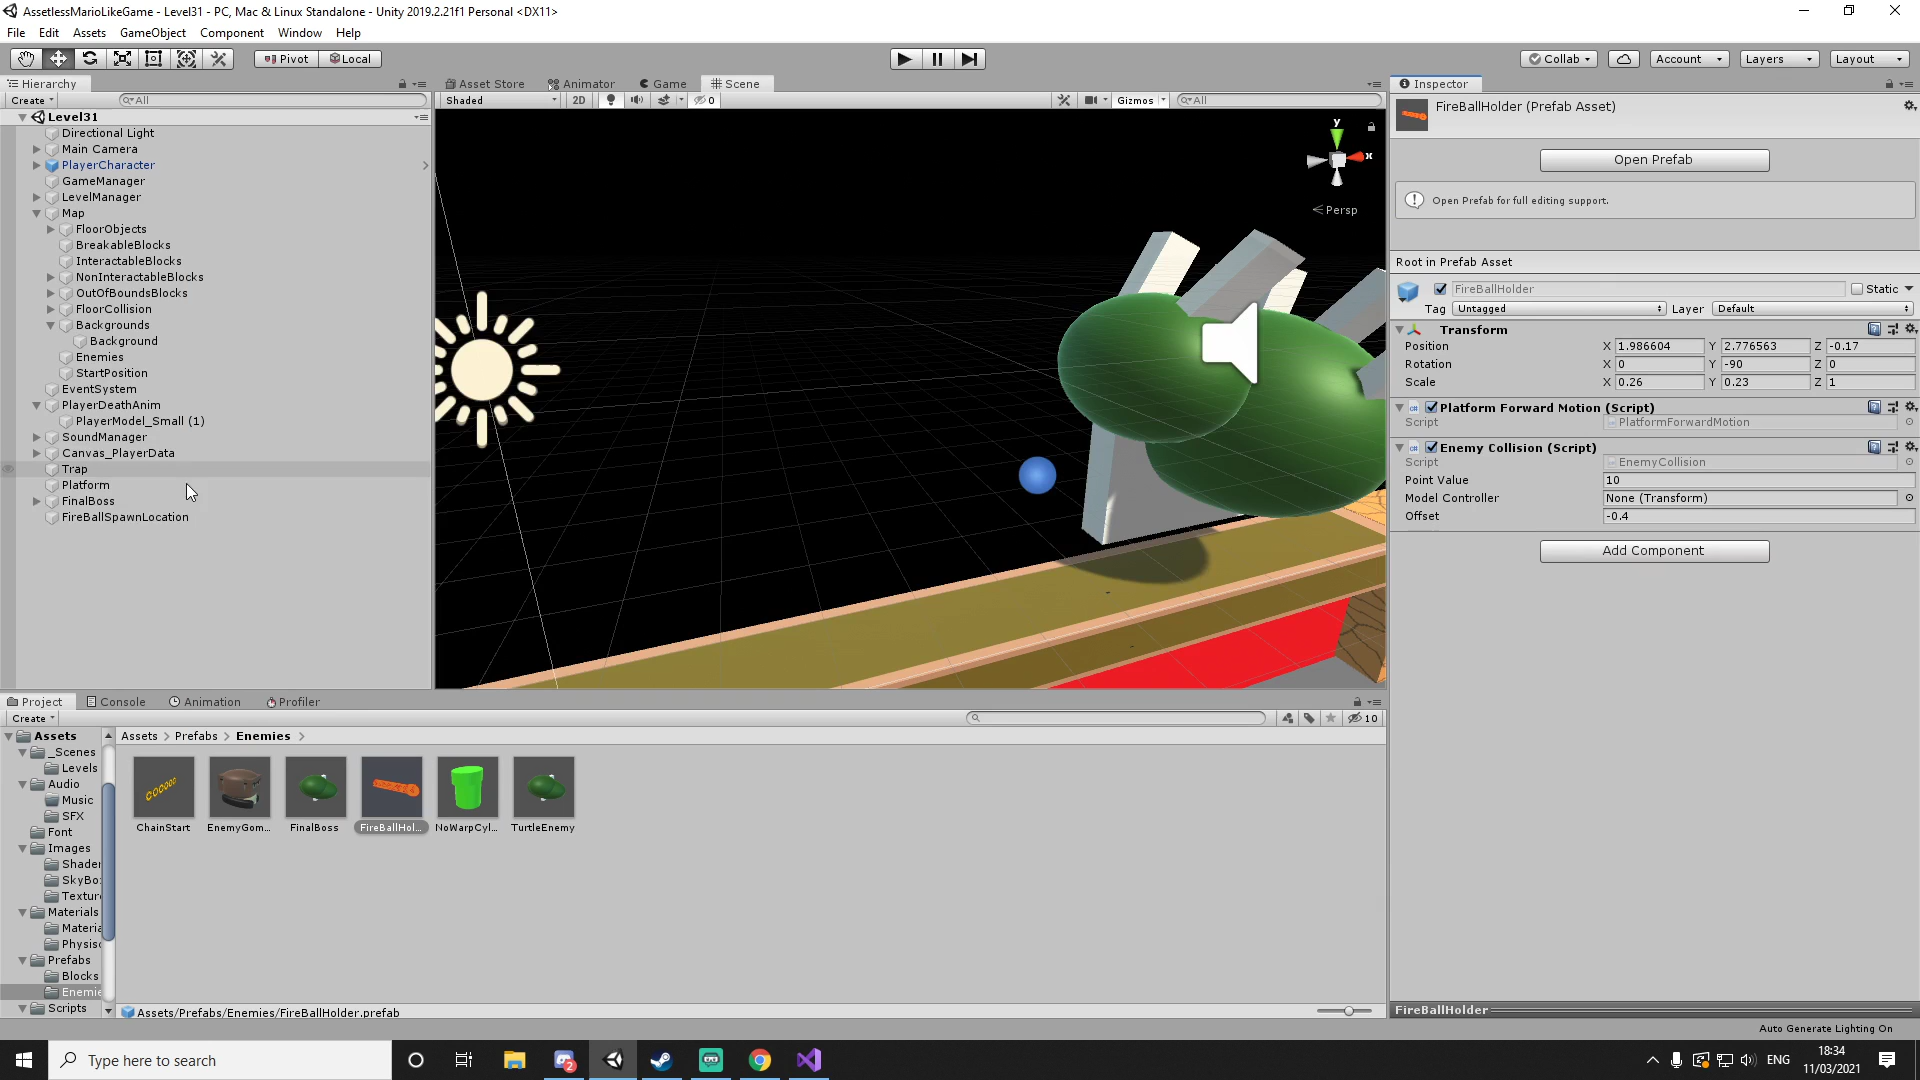 AssetlessMarioLikeGame - Level31 - PC, Mac & Linux Standalone - Unity 2019.2.21f1 Personal <DX11>
File Edit Assets GameObject Component Window Help
Pivot Local Collab Account Layers Layout
Hierarchy Asset Store Animator Game Scene Inspector
Create All Shaded 2D 0 Gizmos All
FireBallHolder (Prefab Asset)
Open Prefab
Open Prefab for full editing support.
Root in Prefab Asset
FireBallHolder Static
Tag Untagged Layer Default
Transform
Position X 1.986604 Y 2.776563 Z -0.17
Rotation X 0 Y -90 Z 0
Scale X 0.26 Y 0.23 Z 1
Platform Forward Motion (Script)
Script PlatformForwardMotion
Enemy Collision (Script)
Script EnemyCollision
Point Value 10
Model Controller None (Transform)
Offset -0.4
Add Component
Level31
Directional Light
Main Camera
PlayerCharacter
GameManager
LevelManager
Map
FloorObjects
BreakableBlocks
InteractableBlocks
NonInteractableBlocks
OutOfBoundsBlocks
FloorCollision
Backgrounds
Background
Enemies
StartPosition
EventSystem
PlayerDeathAnim
PlayerModel_Small (1)
SoundManager
Canvas_PlayerData
Trap
Platform
FinalBoss
FireBallSpawnLocation
y
x
Persp
Project Console Animation Profiler
Create 10
Assets
_Scenes
Levels
Audio
Music
SFX
Font
Images
Shader
SkyBo
Textur
Materials
Materia
Physisc
Prefabs
Blocks
Enemie
Scripts
Assets > Prefabs > Enemies >
ChainStart EnemyGom... FinalBoss FireBallHol... NoWarpCyl... TurtleEnemy
Assets/Prefabs/Enemies/FireBallHolder.prefab
FireBallHolder
Auto Generate Lighting On
Type here to search
2
ENG
18:34
11/03/2021